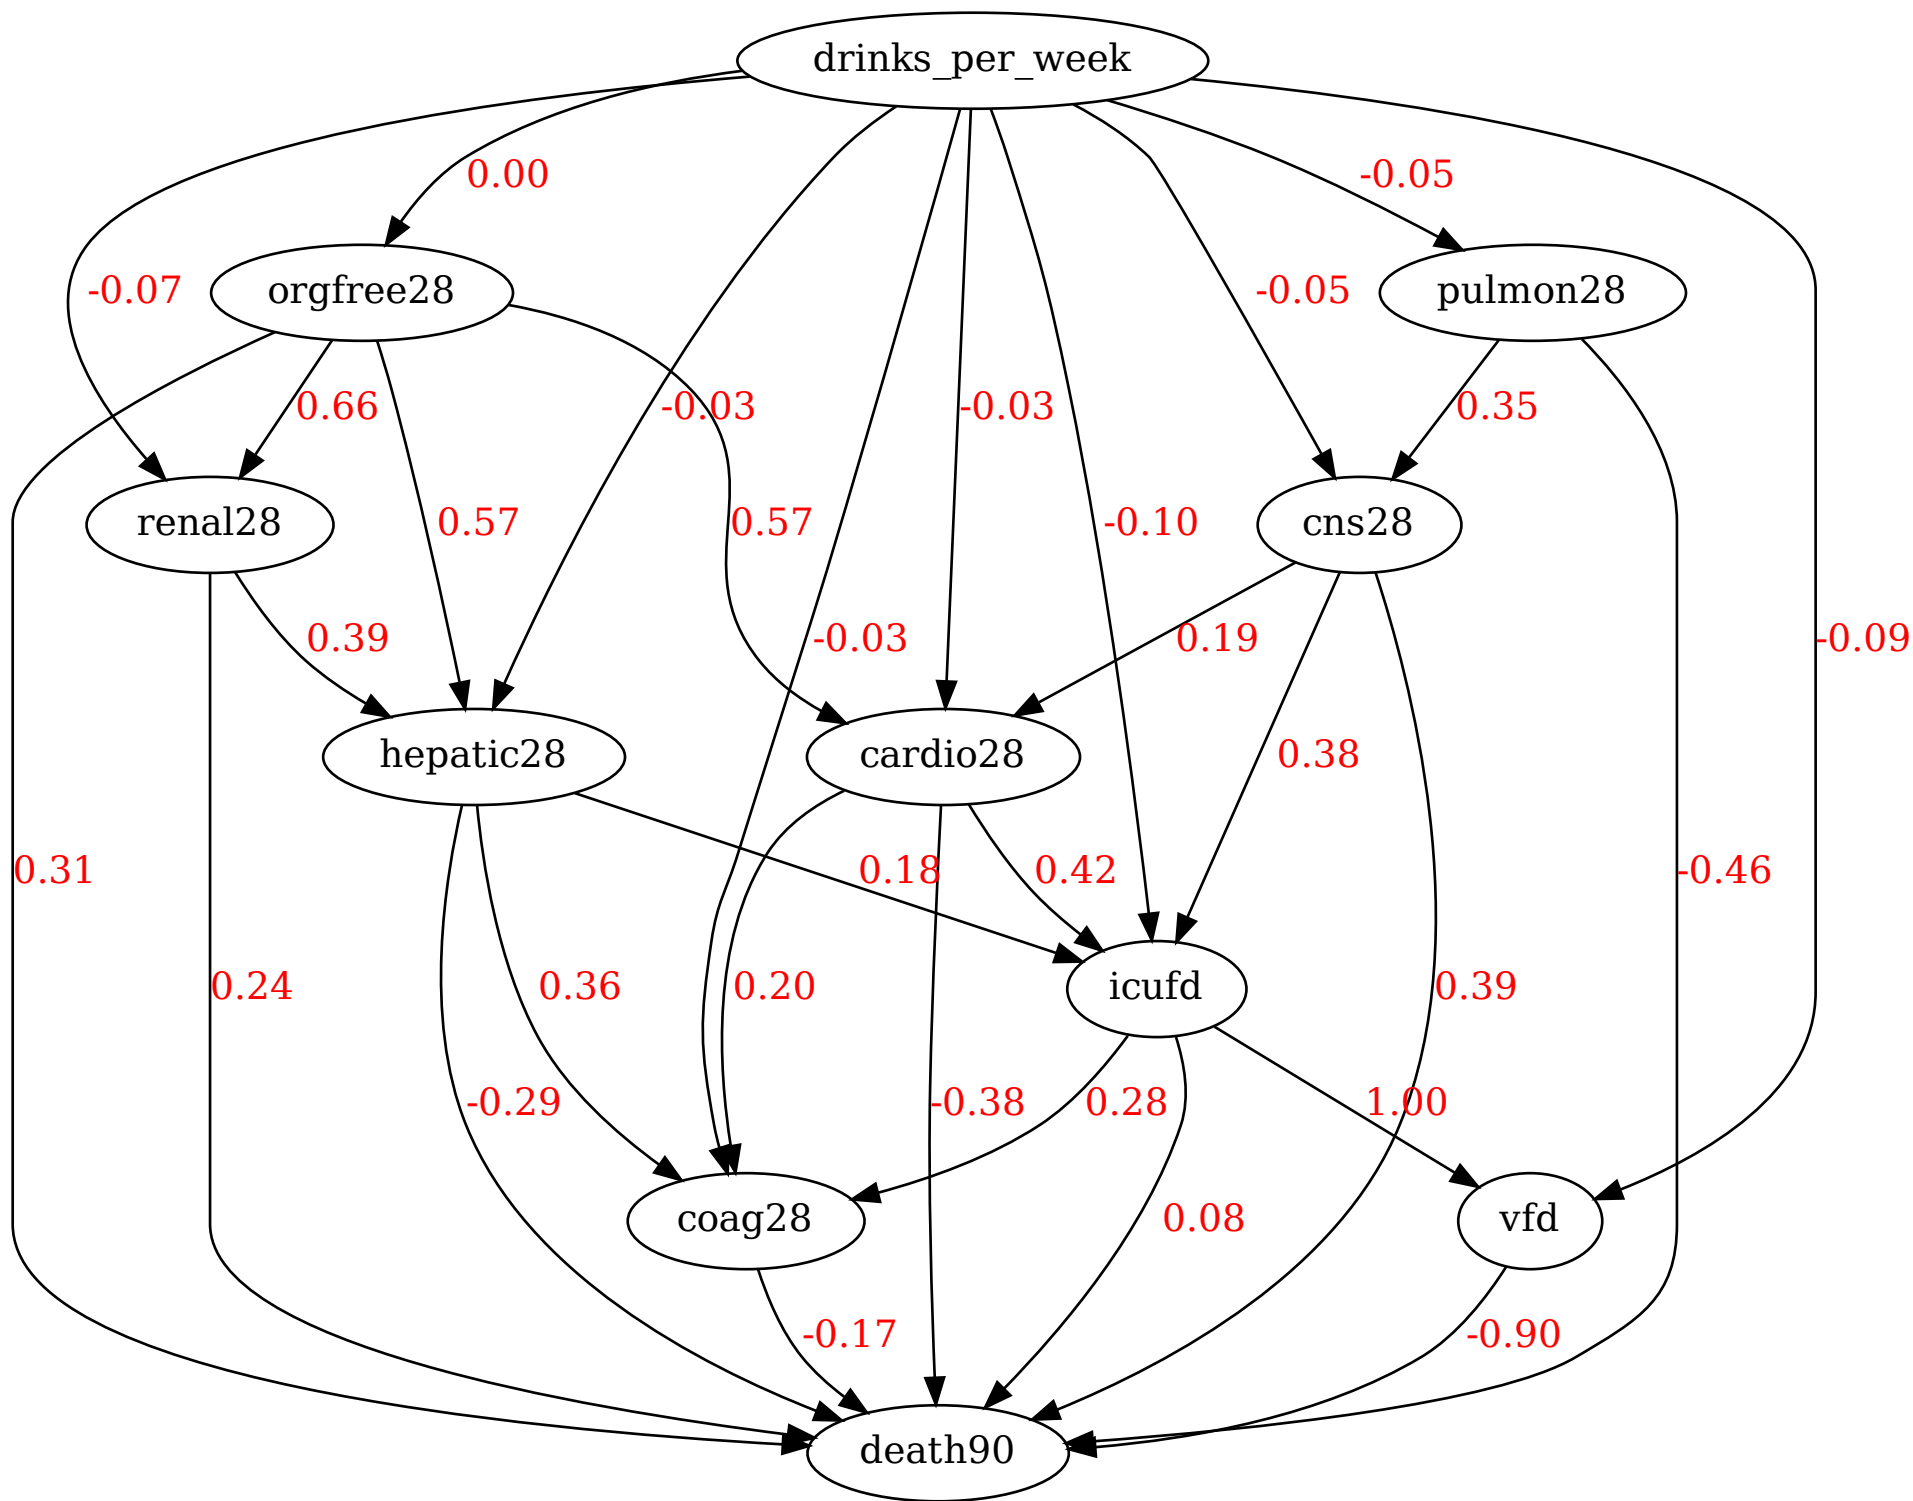 drinks_per_week
0.00
-0.05
-0.07
orgfree28
-0.05
pulmon28
0.66
-0.03
-0.03
0.35
renal28
0.57
0.57
-0.10
cns28
0.39
-0.03
0.19
-0.09
hepatic28
cardio28
0.38
0.31
0.18
0.42
-0.46
0.24
0.36
0.20
icufd
0.39
-0.29
-0.38
0.28
1.00
coag28
0.08
vfd
-0.17
-0.90
death90